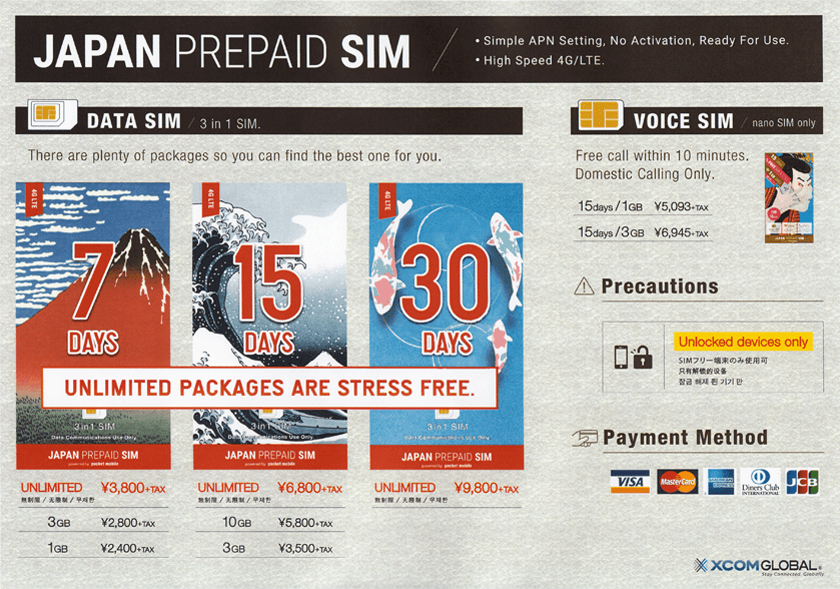 JAPAN PREPAID SIM
• Simple APN Setting, No Activation, Ready For Use.
• High Speed 4G/LTE.
DATA SIM / 3 in 1 SIM.
There are plenty of packages so you can find the best one for you.
4G LTE
7
DAYS
4G LTE
15
DAYS
4G LTE
30
DAYS
UNLIMITED PACKAGES ARE STRESS FREE.
3 in 1 SIM
Data Communications Use Only
JAPAN PREPAID SIM
powered by pocket mobile
3 in 1 SIM
Data Communications Use Only
JAPAN PREPAID SIM
powered by pocket mobile
3 in 1 SIM
Data Communications Use Only
JAPAN PREPAID SIM
powered by pocket mobile
UNLIMITED ¥3,800+TAX
無制限 / 无限制 / 무제한
3GB ¥2,800+TAX
1GB ¥2,400+TAX
UNLIMITED ¥6,800+TAX
無制限 / 无限制 / 무제한
10GB ¥5,800+TAX
3GB ¥3,500+TAX
UNLIMITED ¥9,800+TAX
無制限 / 无限制 / 무제한
VOICE SIM / nano SIM only
Free call within 10 minutes.
Domestic Calling Only.
15days/1GB ¥5,093+TAX
15days/3GB ¥6,945+TAX
JAPAN PREPAID SIM
Precautions
Unlocked devices only
SIMフリー端末のみ使用可
只有解锁的设备
잠금 해제 된 기기 만
Payment Method
VISA
MasterCard
AMERICAN EXPRESS
Diners Club
INTERNATIONAL
JCB
XCOMGLOBAL®
Stay Connected. Globally